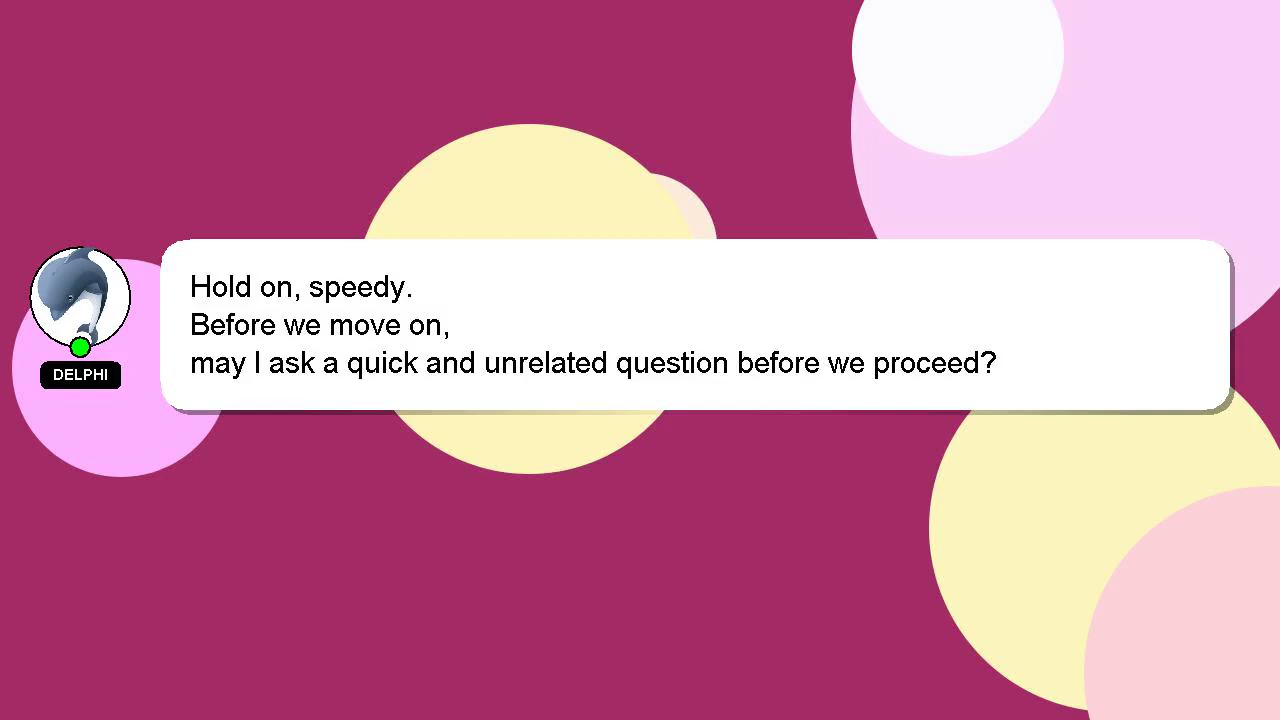 Hold on, speedy.
Before we move on,
may I ask a quick and unrelated question before we proceed?
DELPHI